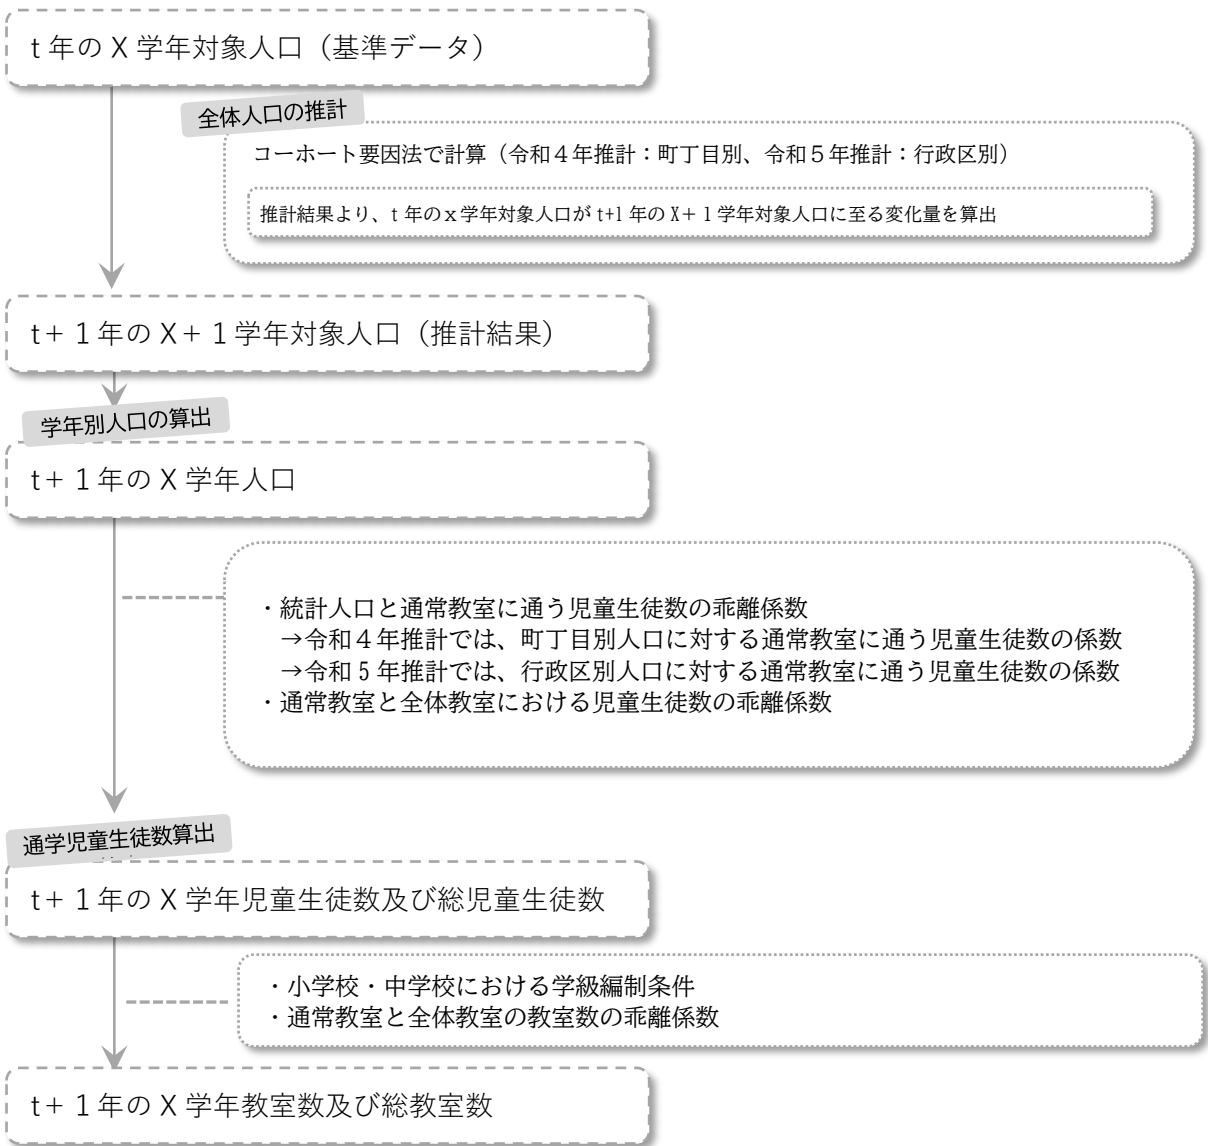 t 年の X 学年対象人口（基準データ）
全体人口の推計
コーホート要因法で計算（令和４年推計：町丁目別、令和５年推計：行政区別）
推計結果より、t 年のｘ学年対象人口が t+1 年の X＋１学年対象人口に至る変化量を算出
t＋１年の X＋１学年対象人口（推計結果）
学年別人口の算出
t＋１年の X 学年人口
・統計人口と通常教室に通う児童生徒数の乖離係数
→令和４年推計では、町丁目別人口に対する通常教室に通う児童生徒数の係数
→令和５年推計では、行政区別人口に対する通常教室に通う児童生徒数の係数
・通常教室と全体教室における児童生徒数の乖離係数
通学児童生徒数算出
t＋１年の X 学年児童生徒数及び総児童生徒数
・小学校・中学校における学級編制条件
・通常教室と全体教室の教室数の乖離係数
t＋１年の X 学年教室数及び総教室数